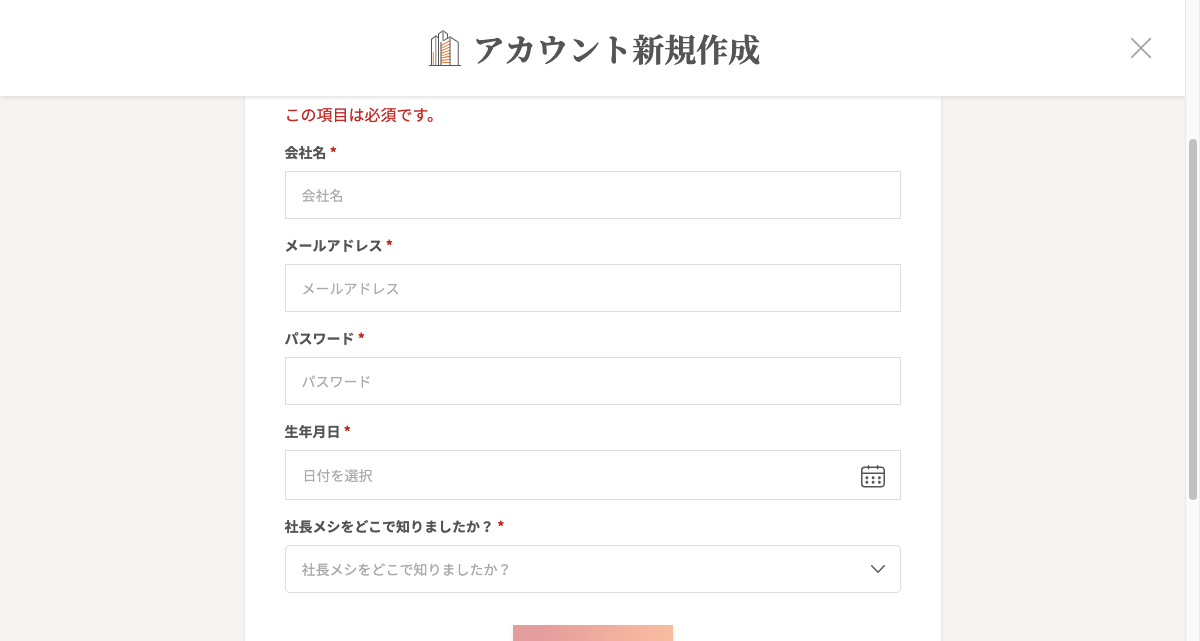 アカウント新規作成
この項目は必須です。
会社名 *
会社名
メールアドレス *
メールアドレス
パスワード *
パスワード
生年月日 *
日付を選択
社長メシをどこで知りましたか？ *
社長メシをどこで知りましたか？